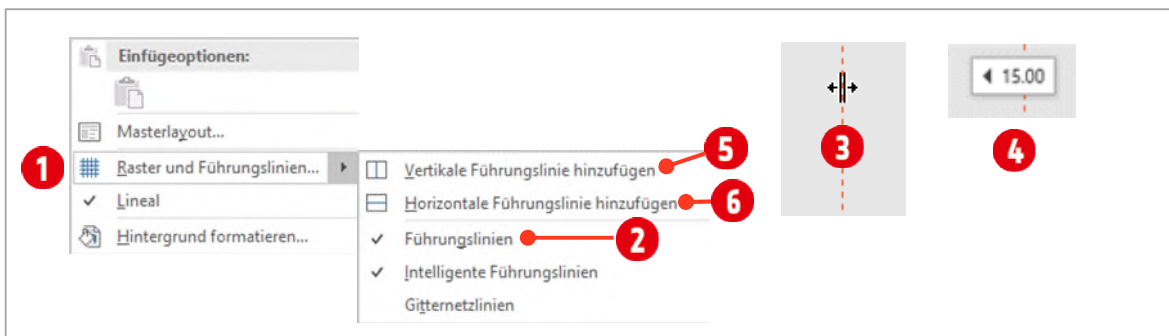 Einfügeoptionen:
Masterlayout...
1
Raster und Führungslinien...
Lineal
Hintergrund formatieren...
Vertikale Führungslinie hinzufügen
5
Horizontale Führungslinie hinzufügen
6
Führungslinien
2
Intelligente Führungslinien
Gitternetzlinien
3
15.00
4